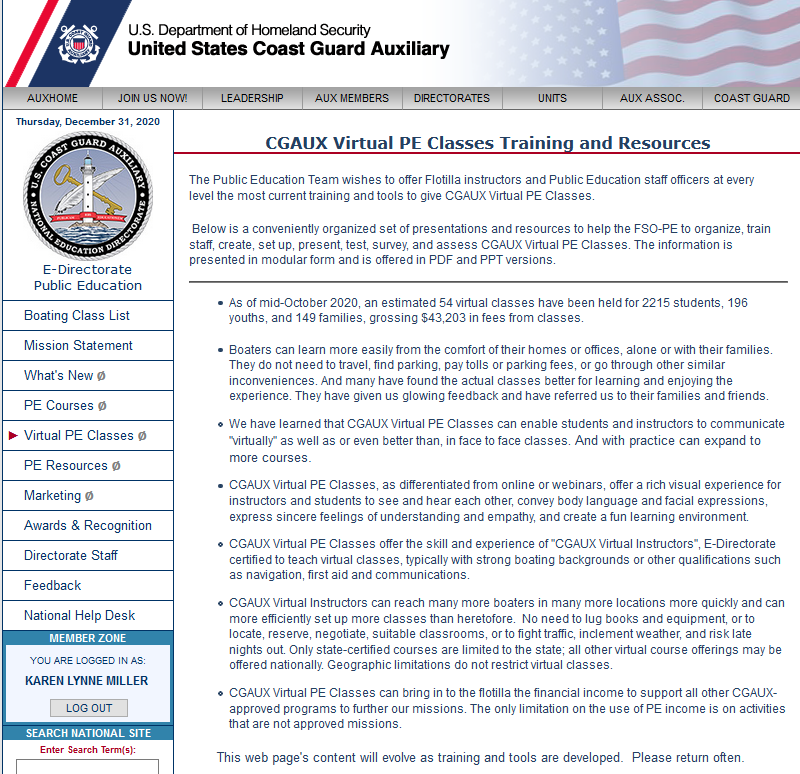 U.S. Department of Homeland Security
United States Coast Guard Auxiliary
AUXHOME
JOIN US NOW!
LEADERSHIP
AUX MEMBERS
DIRECTORATES
UNITS
AUX ASSOC.
COAST GUARD
Thursday, December 31, 2020
U.S. COAST GUARD AUXILIARY
NATIONAL EDUCATION DIRECTORATE
E-Directorate
Public Education
Boating Class List
Mission Statement
What's New Ø
PE Courses Ø
Virtual PE Classes Ø
PE Resources Ø
Marketing Ø
Awards & Recognition
Directorate Staff
Feedback
National Help Desk
MEMBER ZONE
YOU ARE LOGGED IN AS:
KAREN LYNNE MILLER
LOG OUT
SEARCH NATIONAL SITE
Enter Search Term(s):
CGAUX Virtual PE Classes Training and Resources
The Public Education Team wishes to offer Flotilla instructors and Public Education staff officers at every
level the most current training and tools to give CGAUX Virtual PE Classes.
Below is a conveniently organized set of presentations and resources to help the FSO-PE to organize, train
staff, create, set up, present, test, survey, and assess CGAUX Virtual PE Classes. The information is
presented in modular form and is offered in PDF and PPT versions.
As of mid-October 2020, an estimated 54 virtual classes have been held for 2215 students, 196
youths, and 149 families, grossing $43,203 in fees from classes.
Boaters can learn more easily from the comfort of their homes or offices, alone or with their families.
They do not need to travel, find parking, pay tolls or parking fees, or go through other similar
inconveniences. And many have found the actual classes better for learning and enjoying the
experience. They have given us glowing feedback and have referred us to their families and friends.
We have learned that CGAUX Virtual PE Classes can enable students and instructors to communicate
"virtually" as well as or even better than, in face to face classes. And with practice can expand to
more courses.
CGAUX Virtual PE Classes, as differentiated from online or webinars, offer a rich visual experience for
instructors and students to see and hear each other, convey body language and facial expressions,
express sincere feelings of understanding and empathy, and create a fun learning environment.
CGAUX Virtual PE Classes offer the skill and experience of "CGAUX Virtual Instructors", E-Directorate
certified to teach virtual classes, typically with strong boating backgrounds or other qualifications such
as navigation, first aid and communications.
CGAUX Virtual Instructors can reach many more boaters in many more locations more quickly and can
more efficiently set up more classes than heretofore.  No need to lug books and equipment, or to
locate, reserve, negotiate, suitable classrooms, or to fight traffic, inclement weather, and risk late
nights out. Only state-certified courses are limited to the state; all other virtual course offerings may be
offered nationally. Geographic limitations do not restrict virtual classes.
CGAUX Virtual PE Classes can bring in to the flotilla the financial income to support all other CGAUX-
approved programs to further our missions. The only limitation on the use of PE income is on activities
that are not approved missions.
This web page's content will evolve as training and tools are developed.  Please return often.